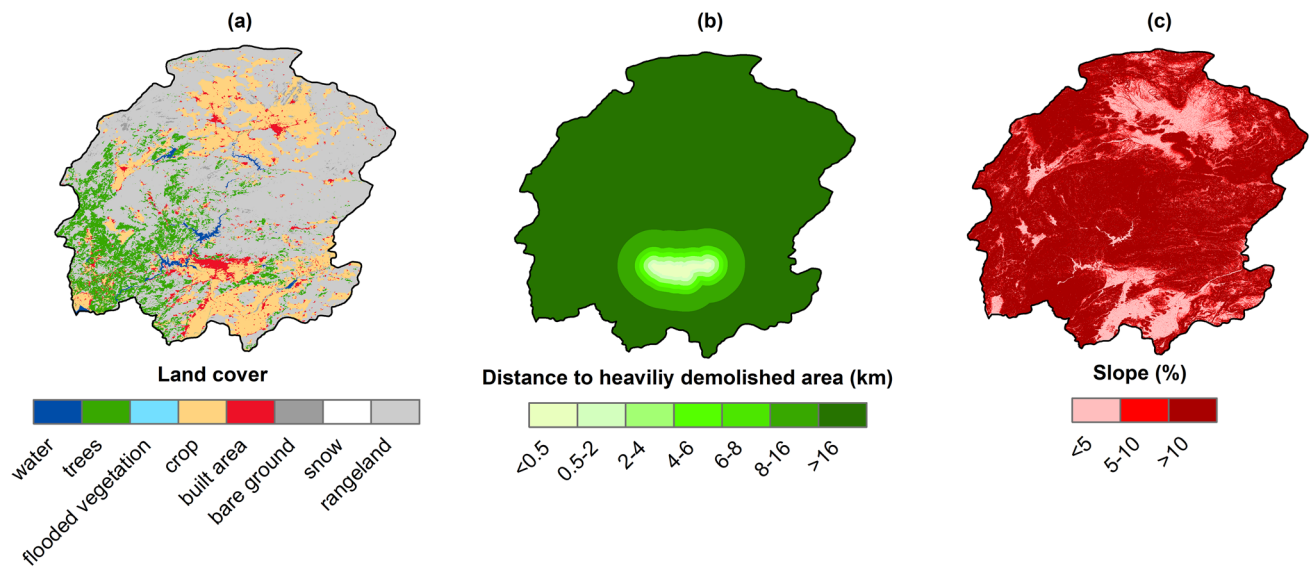 (a)
(b)
(c)
Land cover
water
trees
flooded vegetation
crop
built area
bare ground
snow
rangeland
Distance to heaviliy demolished area (km)
<0.5
0.5-2
2-4
4-6
6-8
8-16
>16
Slope (%)
<5
5-10
>10